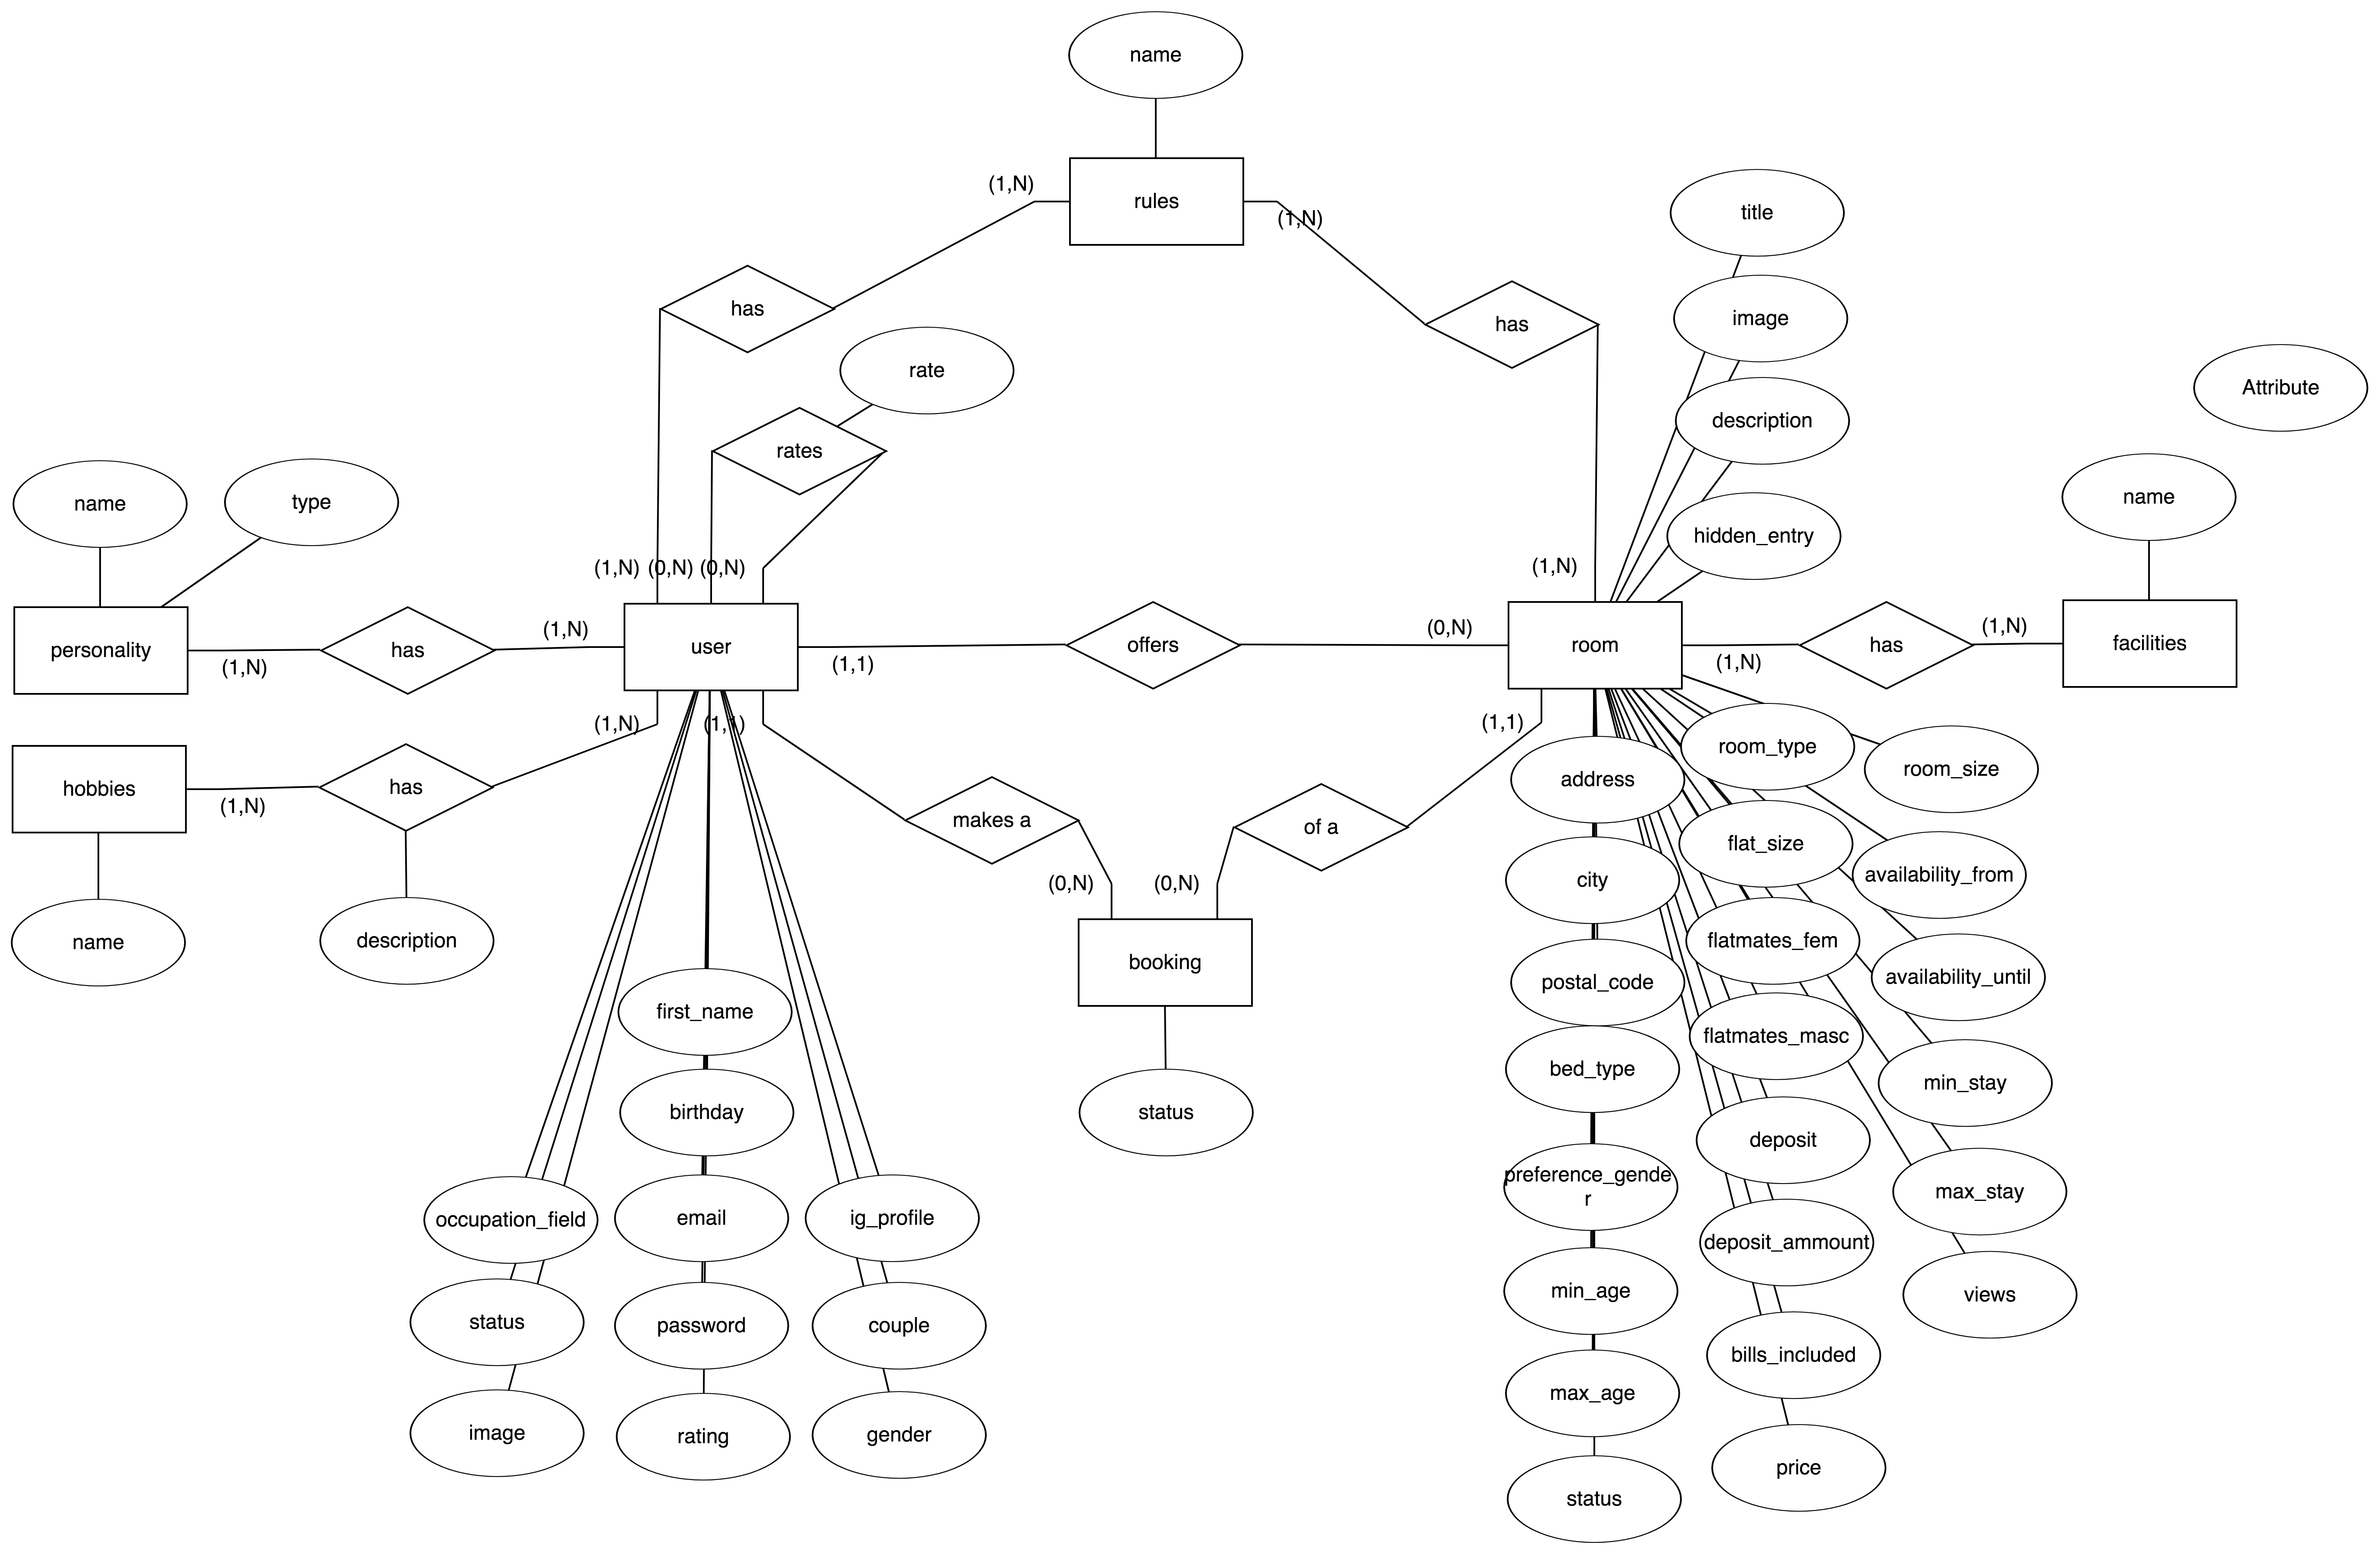 name
(1,N)
rules
(1,N)
title
has
has
image
rate
Attribute
rates
description
name
type
name
hidden_entry
(1,N)
(0,N)
(0,N)
(1,N)
personality
(1,N)
has
(1,N)
user
(1,1)
offers
(0,N)
room
(1,N)
has
(1,N)
facilities
(1,N)
(1,1)
(1,1)
room_type
room_size
hobbies
(1,N)
has
address
makes a
of a
flat_size
(0,N)
(0,N)
city
availability_from
name
description
booking
flatmates_fem
postal_code
availability_until
first_name
flatmates_masc
bed_type
min_stay
birthday
status
deposit
preference_gende
r
max_stay
occupation_field
email
ig_profile
deposit_ammount
min_age
views
status
password
couple
bills_included
max_age
image
rating
gender
price
status